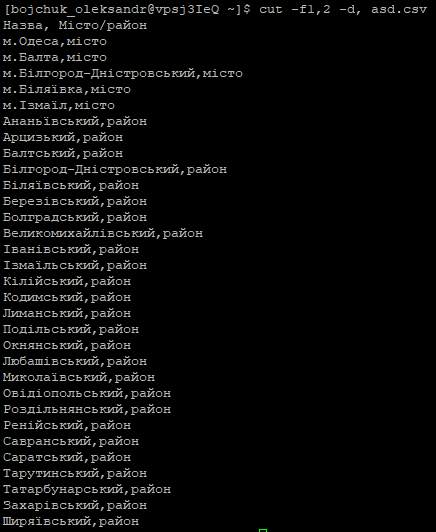 [bojchuk_oleksandr@vpsj3IeQ ~]$ cut -f1,2 -d, asd.csv
Назва, Місто/район
м.Одеса,місто
м.Балта,місто
м.Білгород-Дністровський,місто
м.Біляївка,місто
м.Ізмаїл,місто
Ананьївський,район
Арцизький,район
Балтський,район
Білгород-Дністровський,район
Біляївський,район
Березівський,район
Болградський,район
Великомихайлівський,район
Іванівський,район
Ізмаїльський,район
Кілійський,район
Кодимський,район
Лиманський,район
Подільський,район
Окнянський,район
Любашівський,район
Миколаївський,район
Овідіопольський,район
Роздільнянський,район
Ренійський,район
Савранський,район
Саратський,район
Тарутинський,район
Татарбунарський,район
Захарівський,район
Ширяївський,район